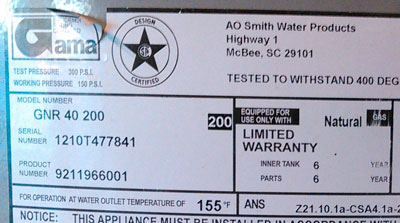 Gama
DESIGN
CERTIFIED
AO Smith Water Products
Highway 1
McBee, SC 29101
TEST PRESSURE 300 P.S.I.
WORKING PRESSURE 150 P.S.I.
TESTED TO WITHSTAND 400 DEG
MODEL NUMBER
GNR 40 200
200
SERIAL
NUMBER 1210T477841
PRODUCT
NUMBER 9211966001
EQUIPPED FOR
USE ONLY WITH Natural GAS
LIMITED
WARRANTY
INNER TANK 6 YEAR
PARTS 6 YEAR
FOR OPERATION AT WATER OUTLET TEMPERATURE OF 155°F
ANS Z21.10.1a-CSA4.1a-2
NOTICE: THIS APPLIANCE MUST BE INSTALLED IN ACCORDANCE WITH